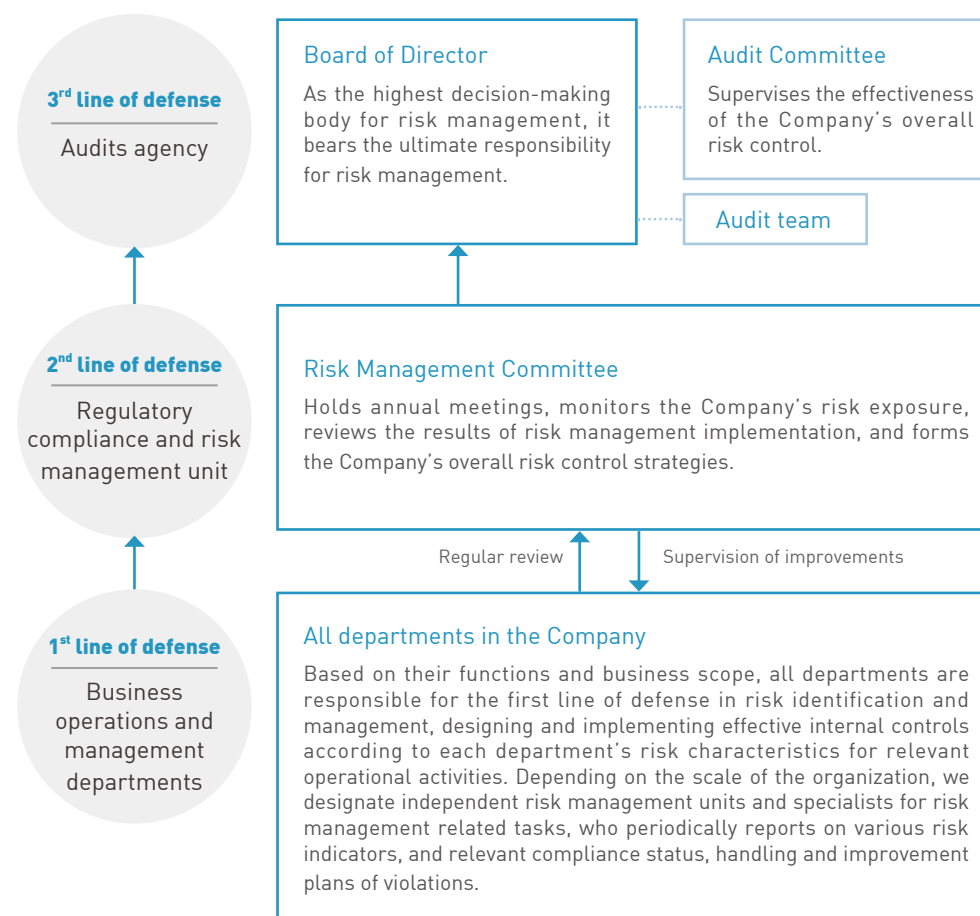 3rd line of defense
Audits agency
Board of Director
As the highest decision-making
body for risk management, it
bears the ultimate responsibility
for risk management.
Audit Committee
Supervises the effectiveness
of the Company's overall
risk control.
Audit team
2nd line of defense
Regulatory
compliance and risk
management unit
Risk Management Committee
Holds annual meetings, monitors the Company's risk exposure,
reviews the results of risk management implementation, and forms
the Company's overall risk control strategies.
Regular review
Supervision of improvements
1st line of defense
Business
operations and
management
departments
All departments in the Company
Based on their functions and business scope, all departments are
responsible for the first line of defense in risk identification and
management, designing and implementing effective internal controls
according to each department's risk characteristics for relevant
operational activities. Depending on the scale of the organization, we
designate independent risk management units and specialists for risk
management related tasks, who periodically reports on various risk
indicators, and relevant compliance status, handling and improvement
plans of violations.